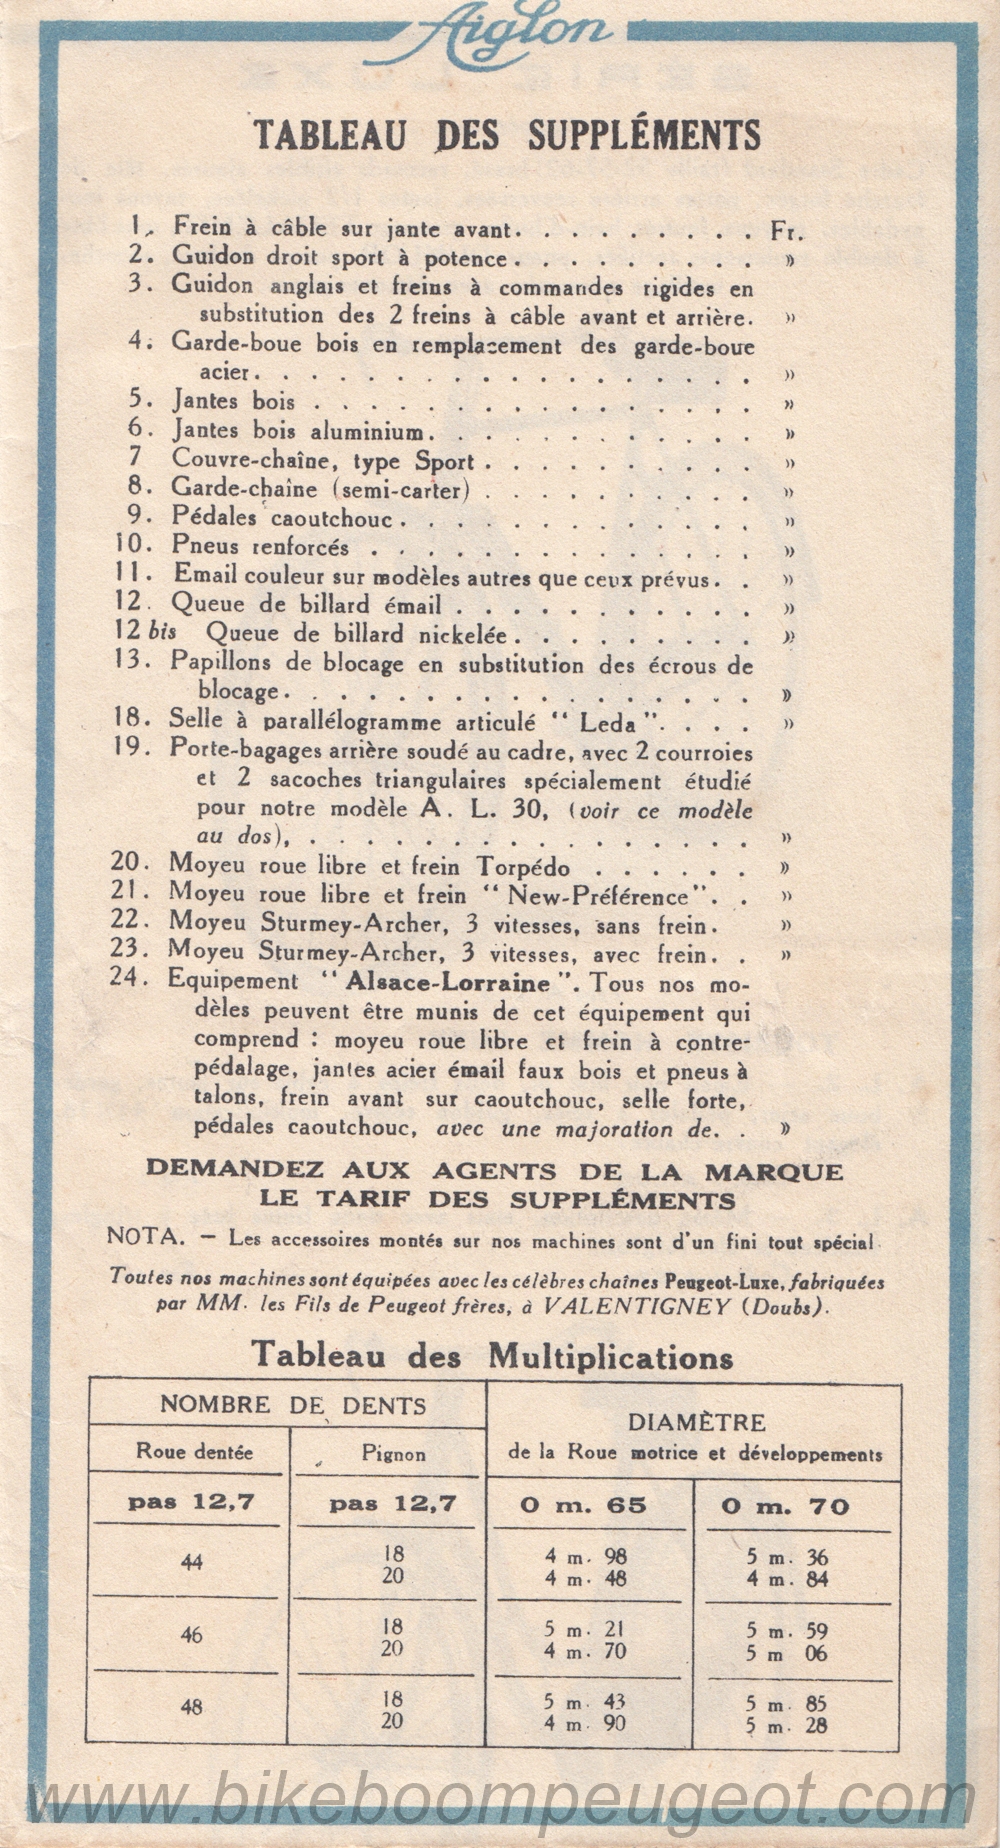 Aiglon
TABLEAU DES SUPPLÉMENTS
1. Frein à câble sur jante avant. . . . . . . . . Fr.
2. Guidon droit sport à potence. . . . . . . . . »
3. Guidon anglais et freins à commandes rigides en
substitution des 2 freins à câble avant et arrière. »
4. Garde-boue bois en remplacement des garde-boue
acier. . . . . . . . . . . . . . . . . . »
5. Jantes bois . . . . . . . . . . . . . . . . »
6. Jantes bois aluminium. . . . . . . . . . . . »
7 Couvre-chaîne, type Sport . . . . . . . . . . »
8. Garde-chaîne (semi-carter) . . . . . . . . . . »
9. Pédales caoutchouc . . . . . . . . . . . . . »
10. Pneus renforcés . . . . . . . . . . . . . . »
11. Email couleur sur modèles autres que ceux prévus. . »
12. Queue de billard émail . . . . . . . . . . . »
12 bis Queue de billard nickelée . . . . . . . . . »
13. Papillons de blocage en substitution des écrous de
blocage. . . . . . . . . . . . . . . . . »
18. Selle à parallélogramme articulé “ Leda ”. . . . »
19. Porte-bagages arrière soudé au cadre, avec 2 courroies
et 2 sacoches triangulaires spécialement étudié
pour notre modèle A. L. 30, (voir ce modèle
au dos), . . . . . . . . . . . . . . . . »
20. Moyeu roue libre et frein Torpédo . . . . . . »
21. Moyeu roue libre et frein “ New-Préférence”. . »
22. Moyeu Sturmey-Archer, 3 vitesses, sans frein. »
23. Moyeu Sturmey-Archer, 3 vitesses, avec frein. . »
24. Equipement “ Alsace-Lorraine ”. Tous nos mo-
dèles peuvent être munis de cet équipement qui
comprend : moyeu roue libre et frein à contre-
pédalage, jantes acier émail faux bois et pneus à
talons, frein avant sur caoutchouc, selle forte,
pédales caoutchouc, avec une majoration de. . »
DEMANDEZ AUX AGENTS DE LA MARQUE
LE TARIF DES SUPPLÉMENTS
NOTA. — Les accessoires montés sur nos machines sont d'un fini tout spécial.
Toutes nos machines sont équipées avec les célèbres chaînes Peugeot-Luxe, fabriquées
par MM. les Fils de Peugeot frères, à VALENTIGNEY (Doubs).
Tableau des Multiplications
NOMBRE DE DENTS
DIAMÈTRE
de la Roue motrice et développements
Roue dentée Pignon
pas 12,7 pas 12,7 0 m. 65 0 m. 70
44 18 4 m. 98 5 m. 36
20 4 m. 48 4 m. 84
46 18 5 m. 21 5 m. 59
20 4 m. 70 5 m 06
48 18 5 m. 43 5 m. 85
20 4 m. 90 5 m. 28
www.bikeboompeugeot.com